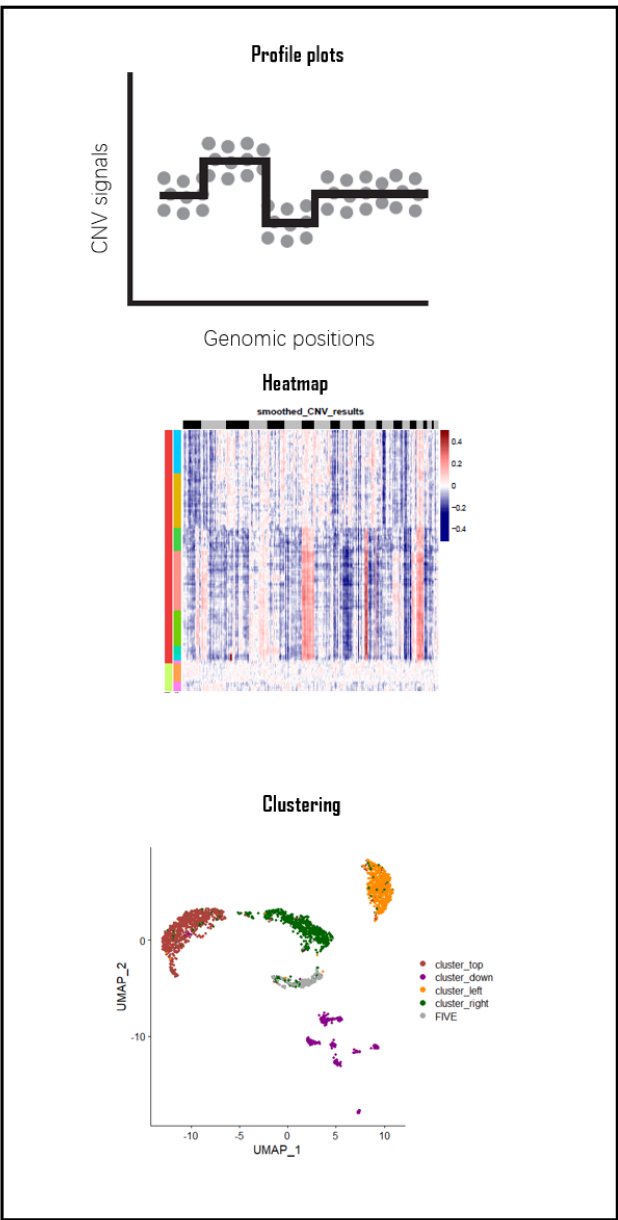 Profile plots
CNV signals
Genomic positions
Heatmap
smoothed_CNV_results
0.4
0.2
0
−0.2
−0.4
Clustering
UMAP_2
0
-10
cluster_top
cluster_down
cluster_left
cluster_right
FIVE
-10 -5 0 5 10
UMAP_1